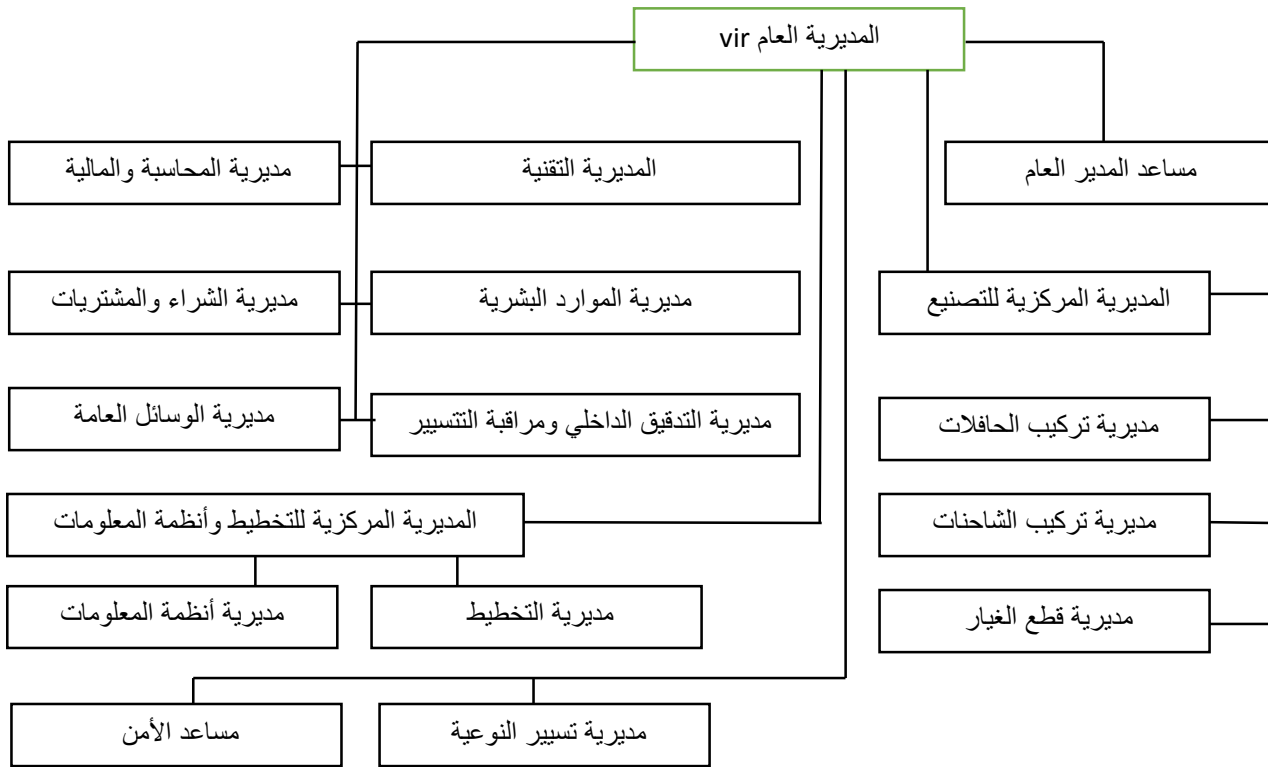 المديرية العام vir
مساعد المدير العام
المديرية التقنية
مديرية المحاسبة والمالية
المديرية المركزية للتصنيع
مديرية الموارد البشرية
مديرية الشراء والمشتريات
مديرية تركيب الحافلات
مديرية التدقيق الداخلي ومراقبة التتسيير
مديرية الوسائل العامة
مديرية تركيب الشاحنات
المديرية المركزية للتخطيط وأنظمة المعلومات
مديرية قطع الغيار
مديرية التخطيط
مديرية أنظمة المعلومات
مديرية تسيير النوعية
مساعد الأمن